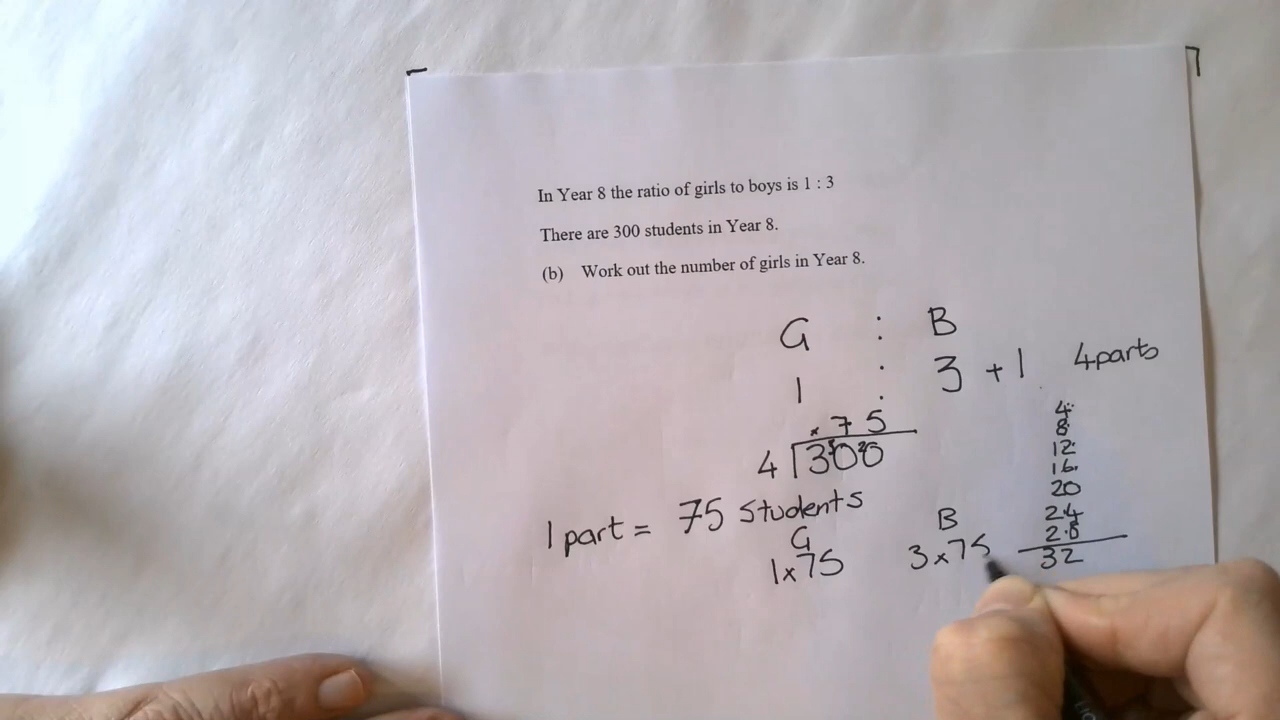 In Year 8 the ratio of girls to boys is 1 : 3
There are 300 students in Year 8.
(b) Work out the number of girls in Year 8.
G : B
1 : 3 + 1 4parts
x 7 5
4 300
1 part = 75 Students
G B
1x75 3x75
4
8
12
16
20
24
28
32